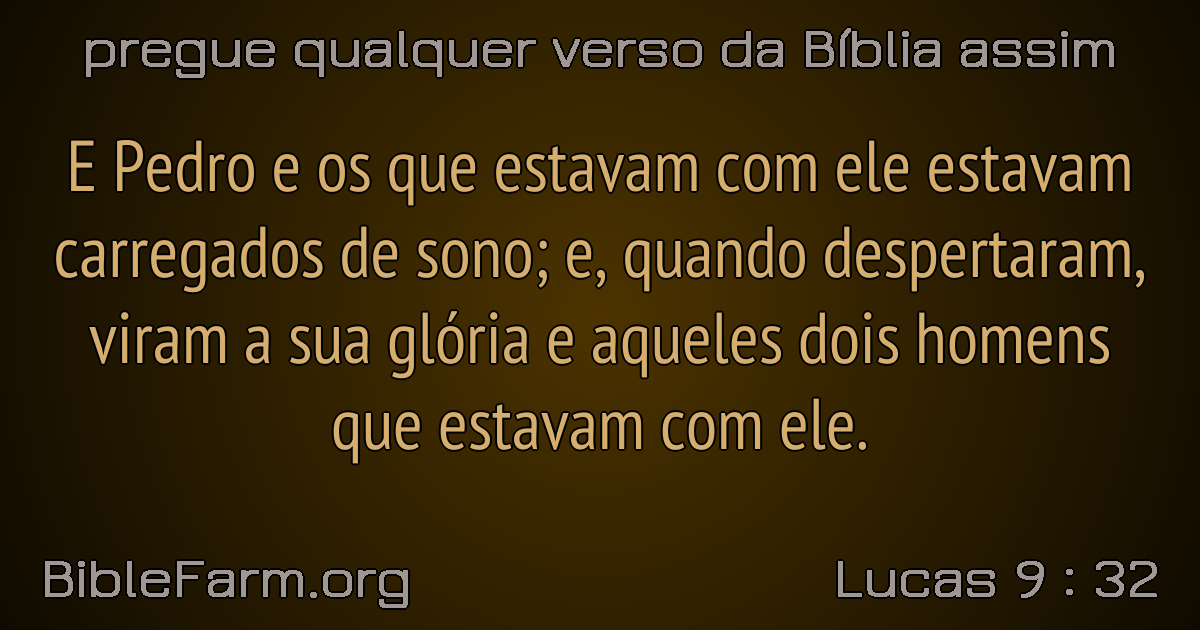 pregue qualquer verso da Bíblia assim
E Pedro e os que estavam com ele estavam
carregados de sono; e, quando despertaram,
viram a sua glória e aqueles dois homens
que estavam com ele.
BibleFarm.org
Lucas 9 : 32